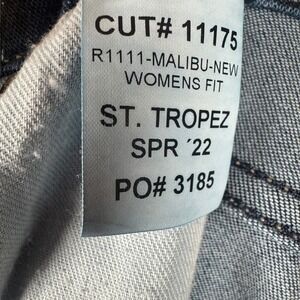 CUT# 11175
R1111-MALIBU-NEW
WOMENS FIT
ST. TROPEZ
SPR ´22
PO# 3185